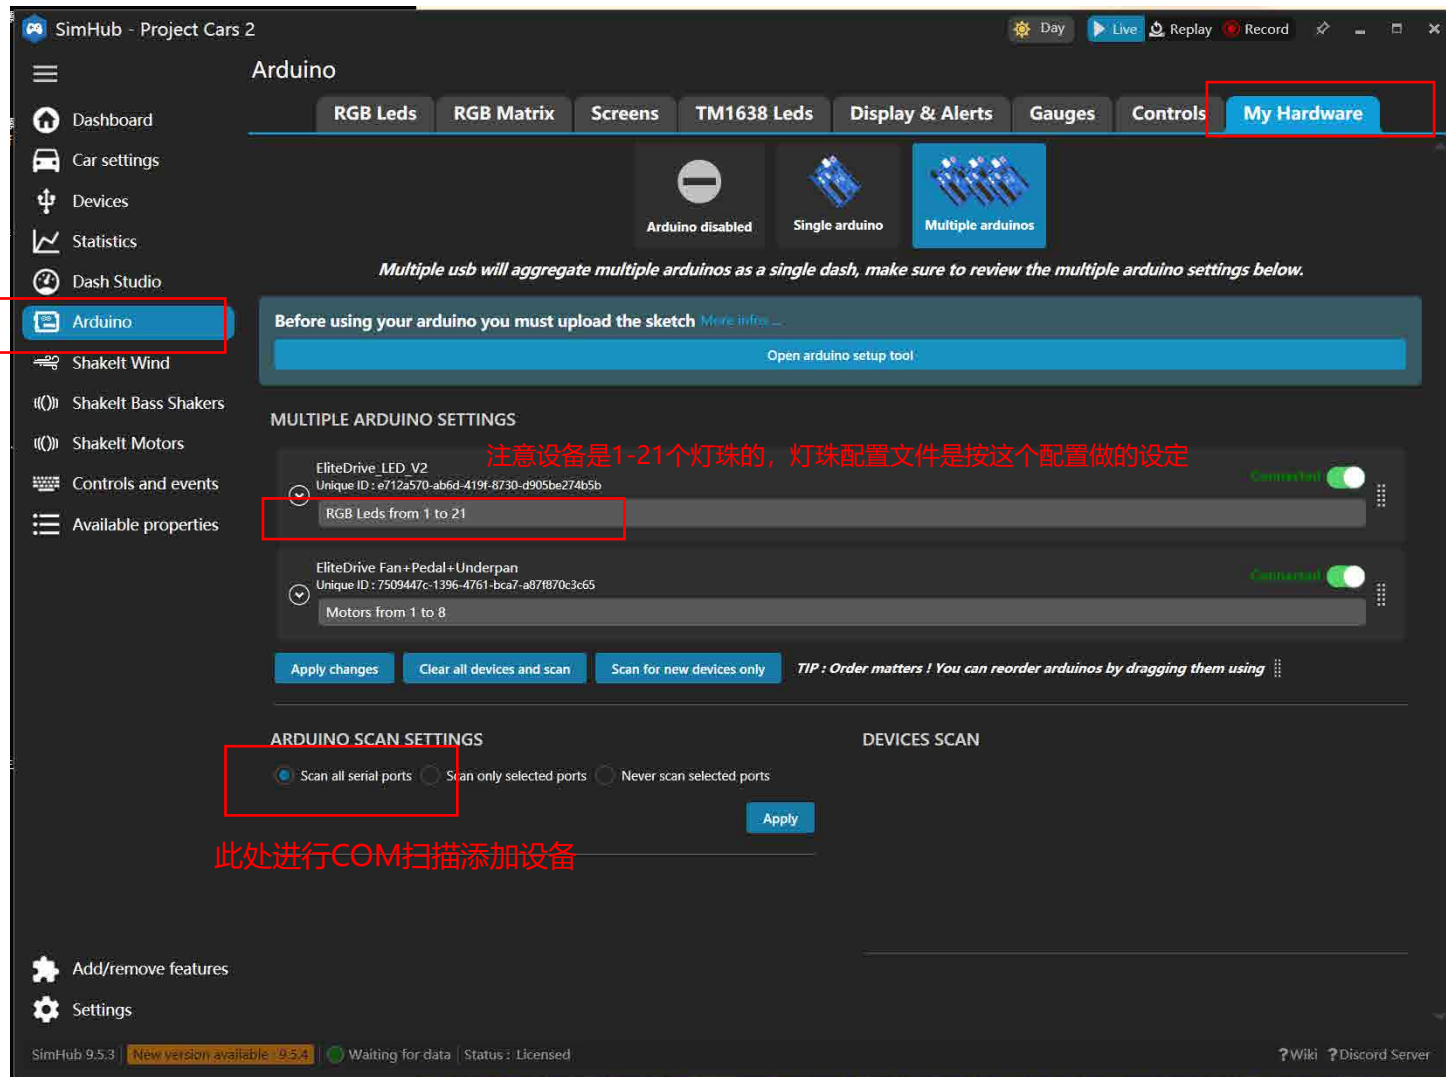 SimHub - Project Cars 2
Day
Live
Replay
Record
Arduino
RGB Leds
RGB Matrix
Screens
TM1638 Leds
Display & Alerts
Gauges
Controls
My Hardware
Dashboard
Car settings
Devices
Statistics
Dash Studio
Arduino
ShakeIt Wind
ShakeIt Bass Shakers
ShakeIt Motors
Controls and events
Available properties
Arduino disabled
Single arduino
Multiple arduinos
Multiple usb will aggregate multiple arduinos as a single dash, make sure to review the multiple arduino settings below.
Before using your arduino you must upload the sketch More infos ...
Open arduino setup tool
MULTIPLE ARDUINO SETTINGS
注意设备是1-21个灯珠的，灯珠配置文件是按这个配置做的设定
EliteDrive_LED_V2
Unique ID : e712a570-ab6d-419f-8730-d905be274b5b
Connected
RGB Leds from 1 to 21
EliteDrive Fan+Pedal+Underpan
Unique ID : 7509447c-1396-4761-bca7-a87f870c3c65
Connected
Motors from 1 to 8
Apply changes
Clear all devices and scan
Scan for new devices only
TIP : Order matters ! You can reorder arduinos by dragging them using
ARDUINO SCAN SETTINGS
DEVICES SCAN
Scan all serial ports
Scan only selected ports
Never scan selected ports
Apply
此处进行COM扫描添加设备
Add/remove features
Settings
SimHub 9.5.3
New version available : 9.5.4
Waiting for data
Status : Licensed
?Wiki
?Discord Server